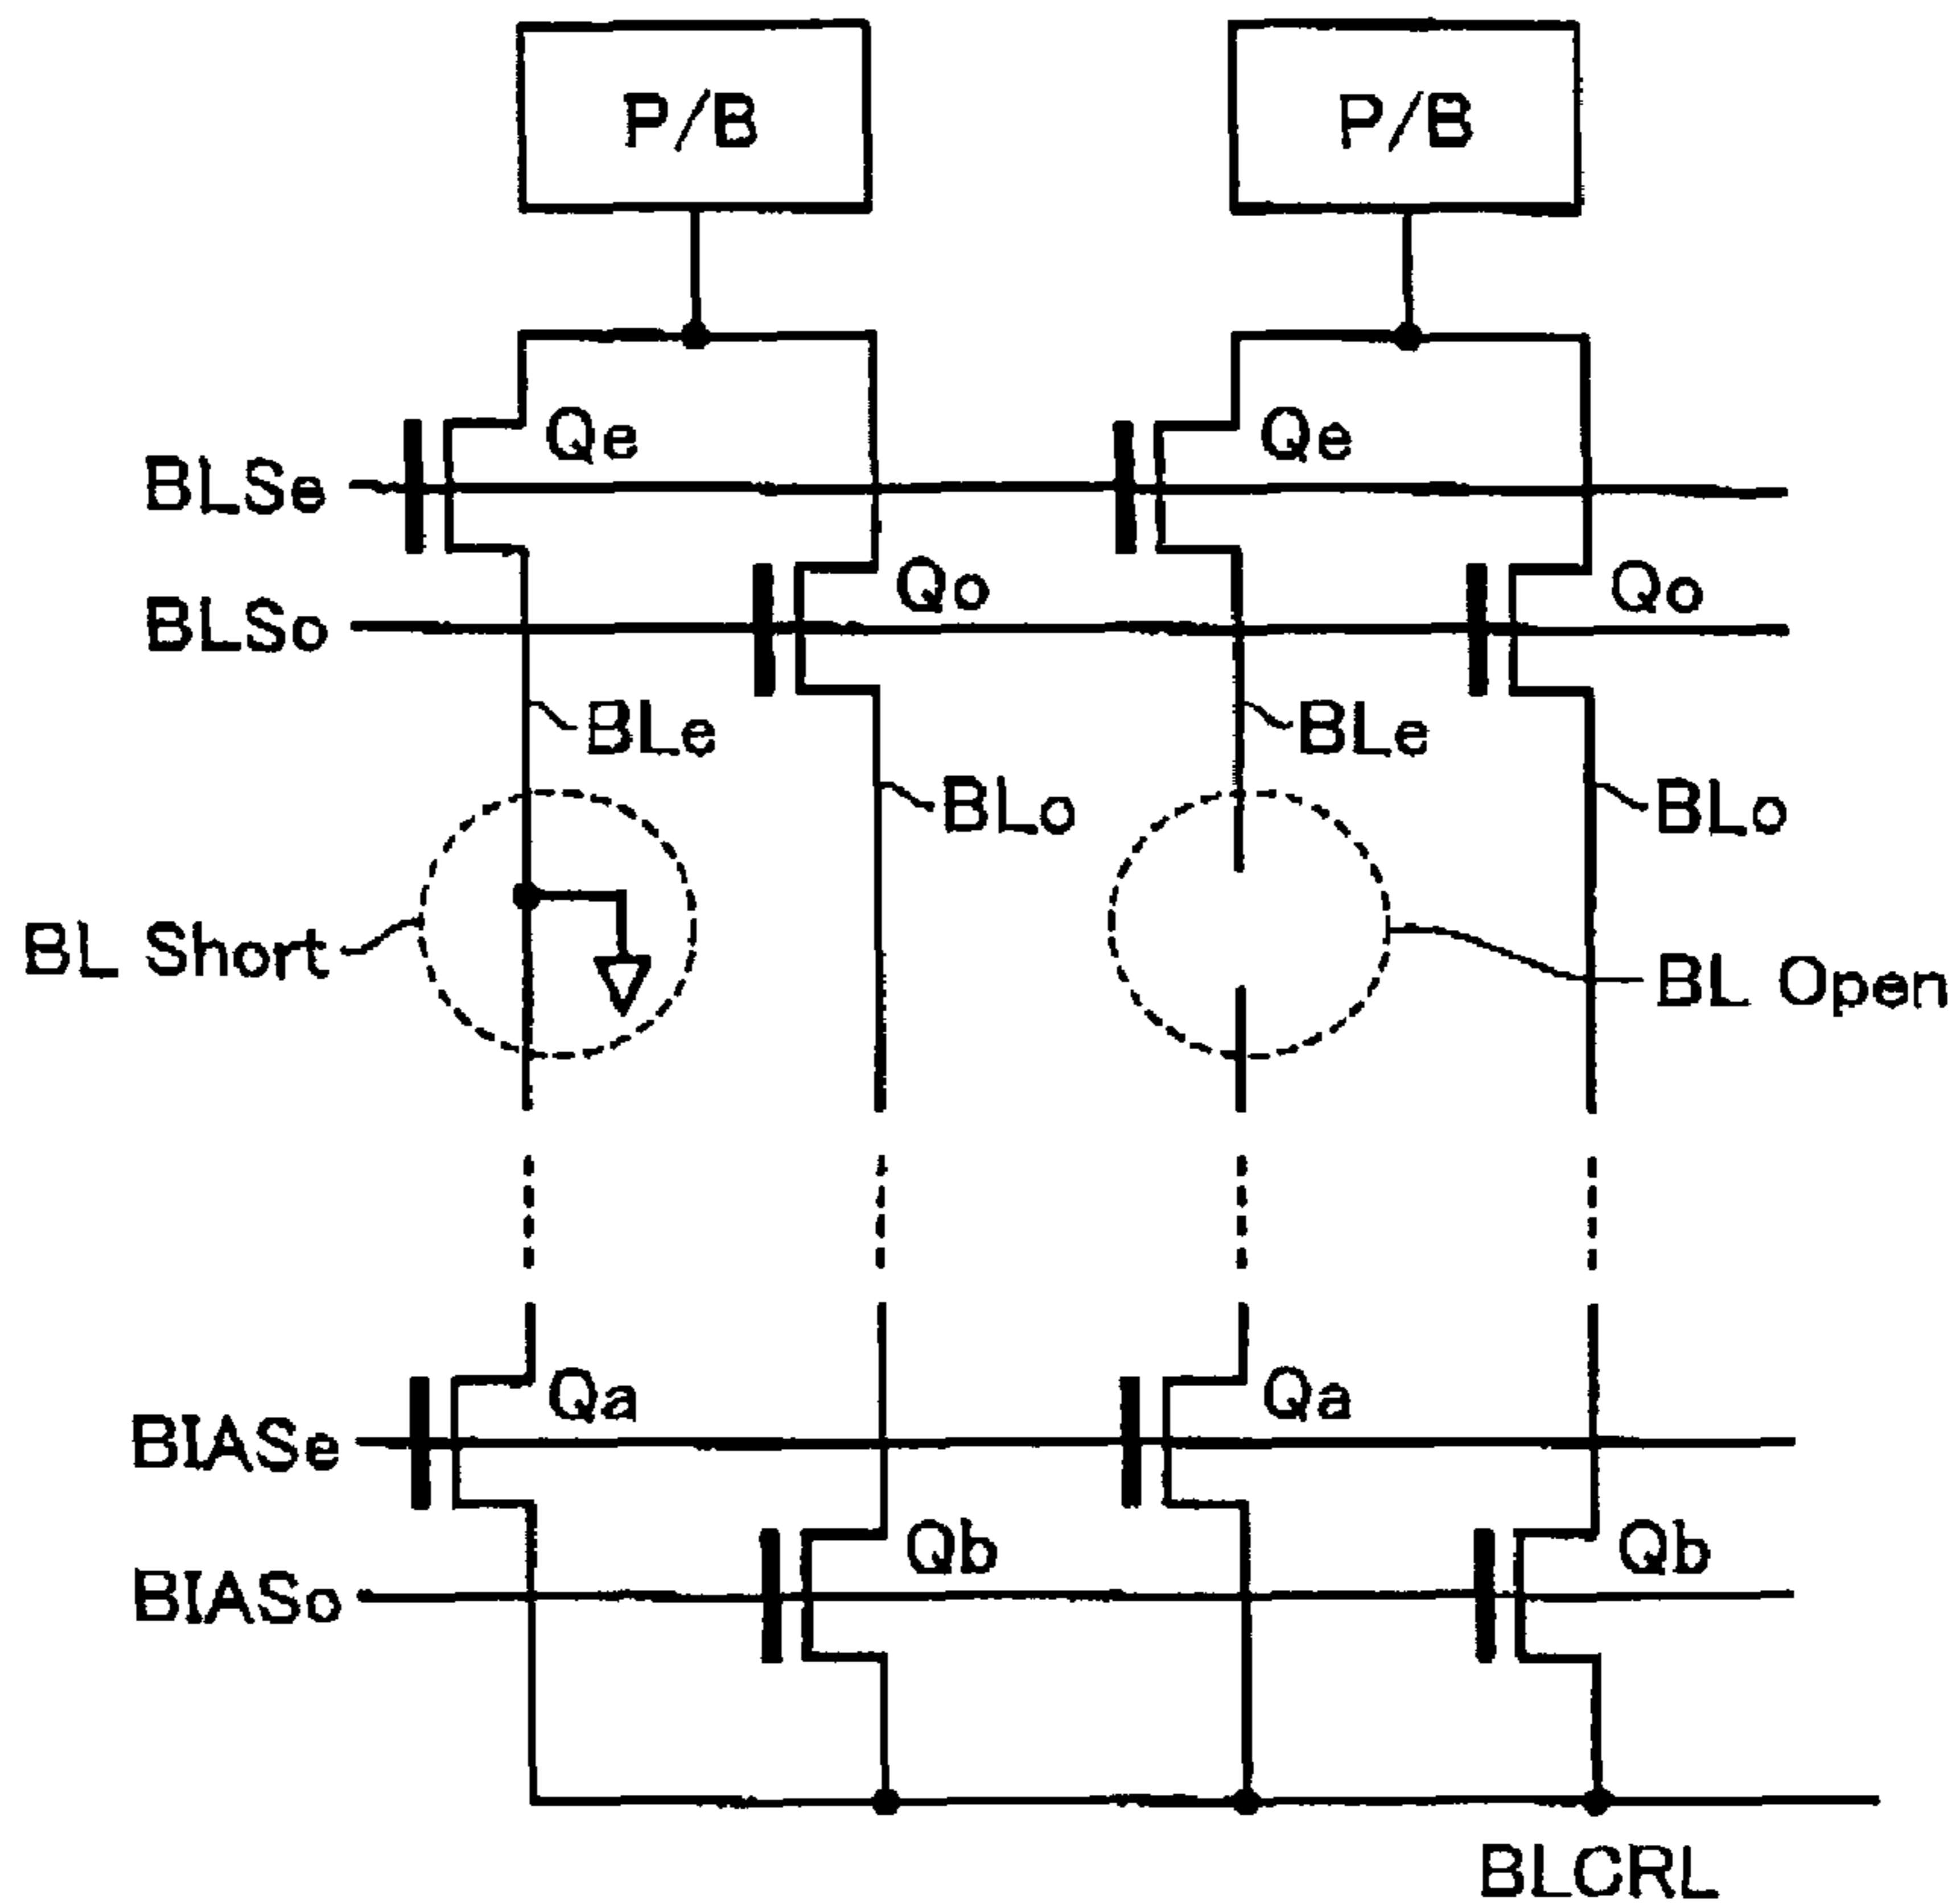 P/B P/B
Qe Qe
BLSe
Qo Qo
BLSo
BLe BLe
BLo BLo
BL Short
BL Open
Qa Qa
BIASe
Qb Qb
BIASo
BLCRL